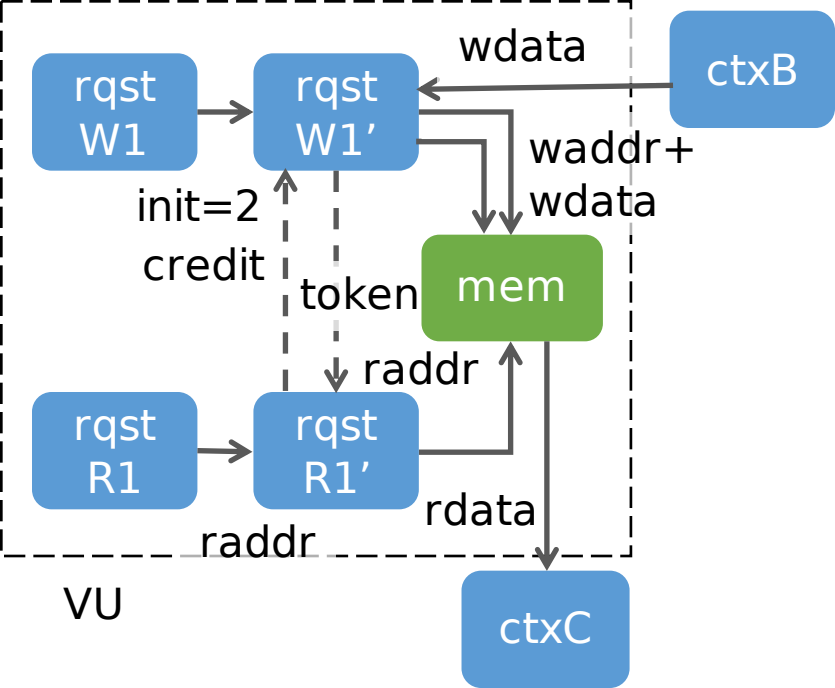 wdata
ctxB
rqst
W1
rqst
W1’
waddr+
wdata
init=2
credit
token
mem
raddr
rqst
R1
rqst
R1’
rdata
raddr
VU
ctxC